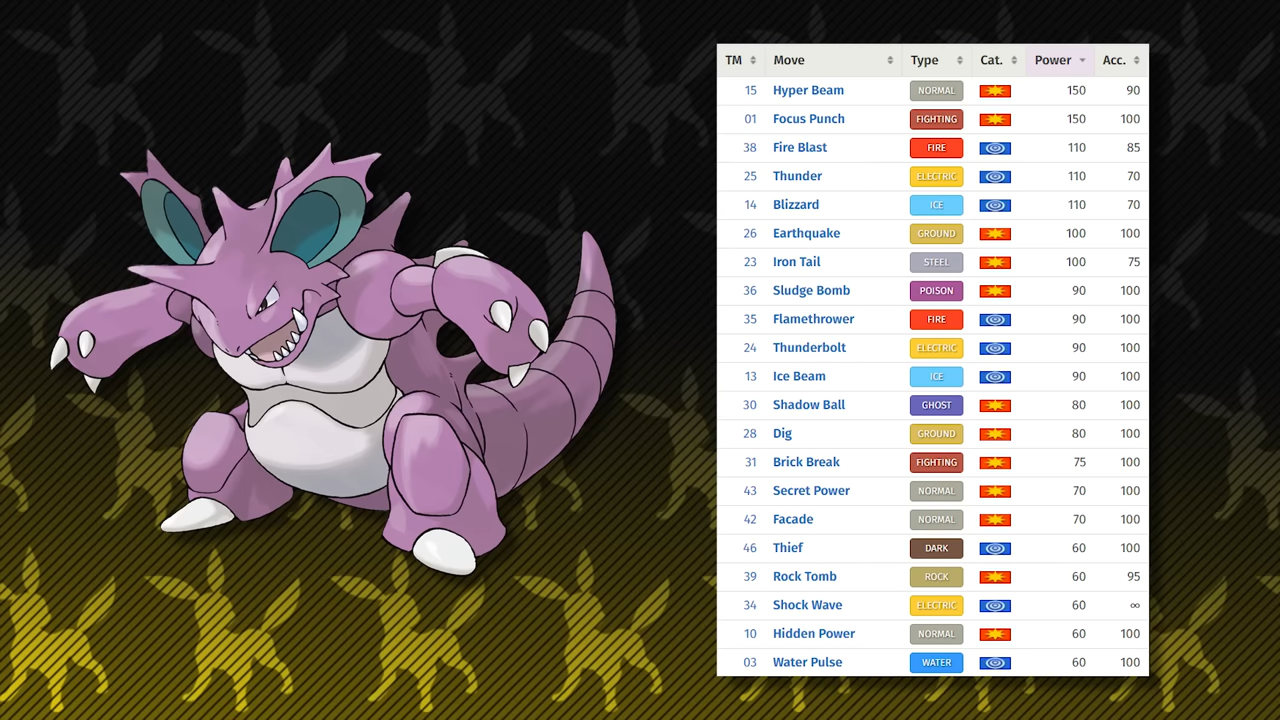 TM Move Type Cat. Power Acc.
15 Hyper Beam NORMAL 150 90
01 Focus Punch FIGHTING 150 100
38 Fire Blast FIRE 110 85
25 Thunder ELECTRIC 110 70
14 Blizzard ICE 110 70
26 Earthquake GROUND 100 100
23 Iron Tail STEEL 100 75
36 Sludge Bomb POISON 90 100
35 Flamethrower FIRE 90 100
24 Thunderbolt ELECTRIC 90 100
13 Ice Beam ICE 90 100
30 Shadow Ball GHOST 80 100
28 Dig GROUND 80 100
31 Brick Break FIGHTING 75 100
43 Secret Power NORMAL 70 100
42 Facade NORMAL 70 100
46 Thief DARK 60 100
39 Rock Tomb ROCK 60 95
34 Shock Wave ELECTRIC 60 ∞
10 Hidden Power NORMAL 60 100
03 Water Pulse WATER 60 100